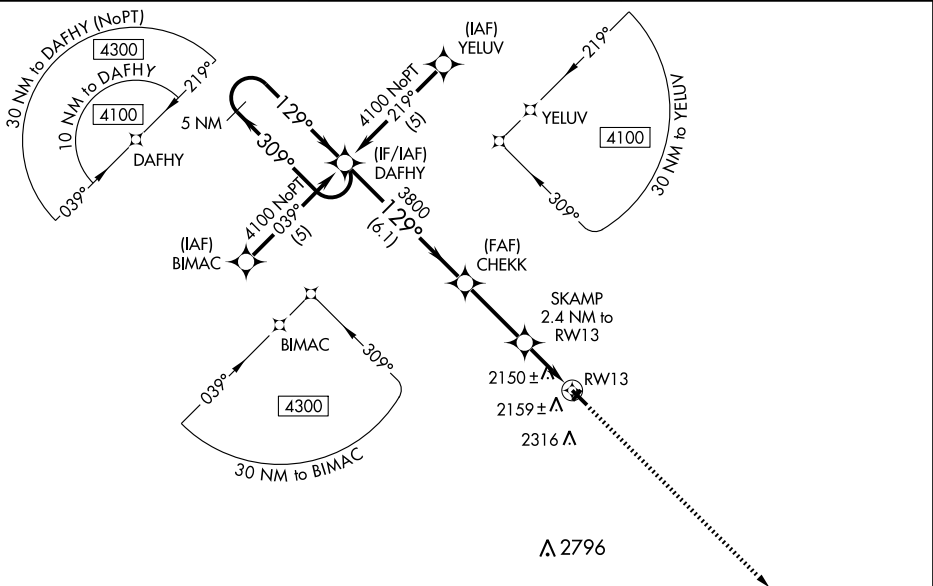 30 NM to DAFHY (NoPT)
4300
10 NM to DAFHY
4100
219°
DAFHY
039°
(IAF)
YELUV
4100 NoPT
219°
(5)
5 NM
129°
309°
(IF/IAF)
DAFHY
4100 NoPT
039°
(5)
(IAF)
BIMAC
3800
129°
(6.1)
219°
YELUV
4100
30 NM to YELUV
309°
(FAF)
CHEKK
SKAMP
2.4 NM to
RW13
BIMAC
039°
309°
4300
30 NM to BIMAC
2150 ±
RW13
2159 ±
2316
2796